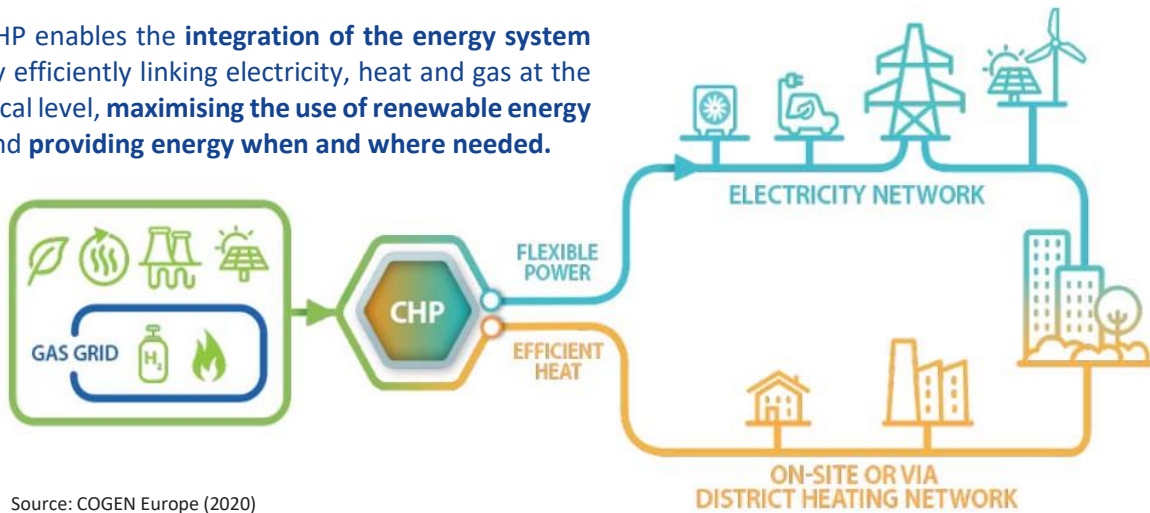 HP enables the integration of the energy system
y efficiently linking electricity, heat and gas at the
cal level, maximising the use of renewable energy
nd providing energy when and where needed.
ELECTRICITY NETWORK
FLEXIBLE
POWER
CHP
GAS GRID
H2
EFFICIENT
HEAT
ON-SITE OR VIA
DISTRICT HEATING NETWORK
Source: COGEN Europe (2020)